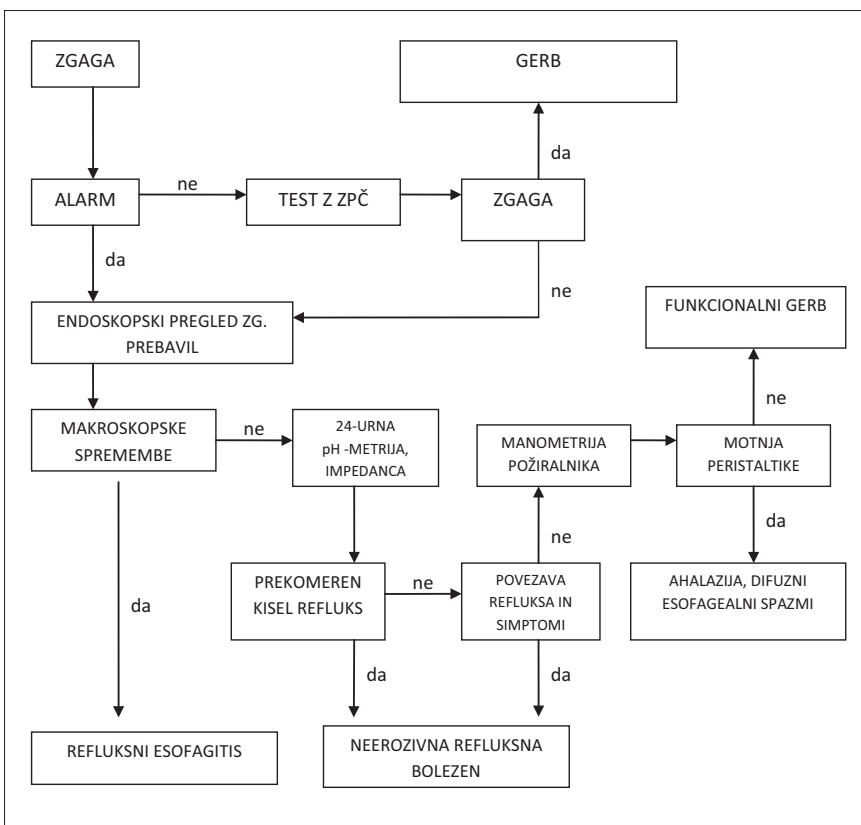 ZGAGA
GERB
da
ALARM
ne
TEST Z ZPČ
ZGAGA
da
ne
ENDOSKOPSKI PREGLED ZG.
PREBAVIL
FUNKCIONALNI GERB
ne
MAKROSKOPSKE
SPREMEMBE
ne
24-URNA
pH -METRIJA,
IMPEDANCA
MANOMETRIJA
POŽIRALNIKA
MOTNJA
PERISTALTIKE
ne
da
da
PREKOMEREN
KISEL REFLUKS
ne
POVEZAVA
REFLUKSA IN
SIMPTOMI
AHALAZIJA, DIFUZNI
ESOFAGEALNI SPAZMI
da
da
REFLUKSNI ESOFAGITIS
NEEROZIVNA REFLUKSNA
BOLEZEN